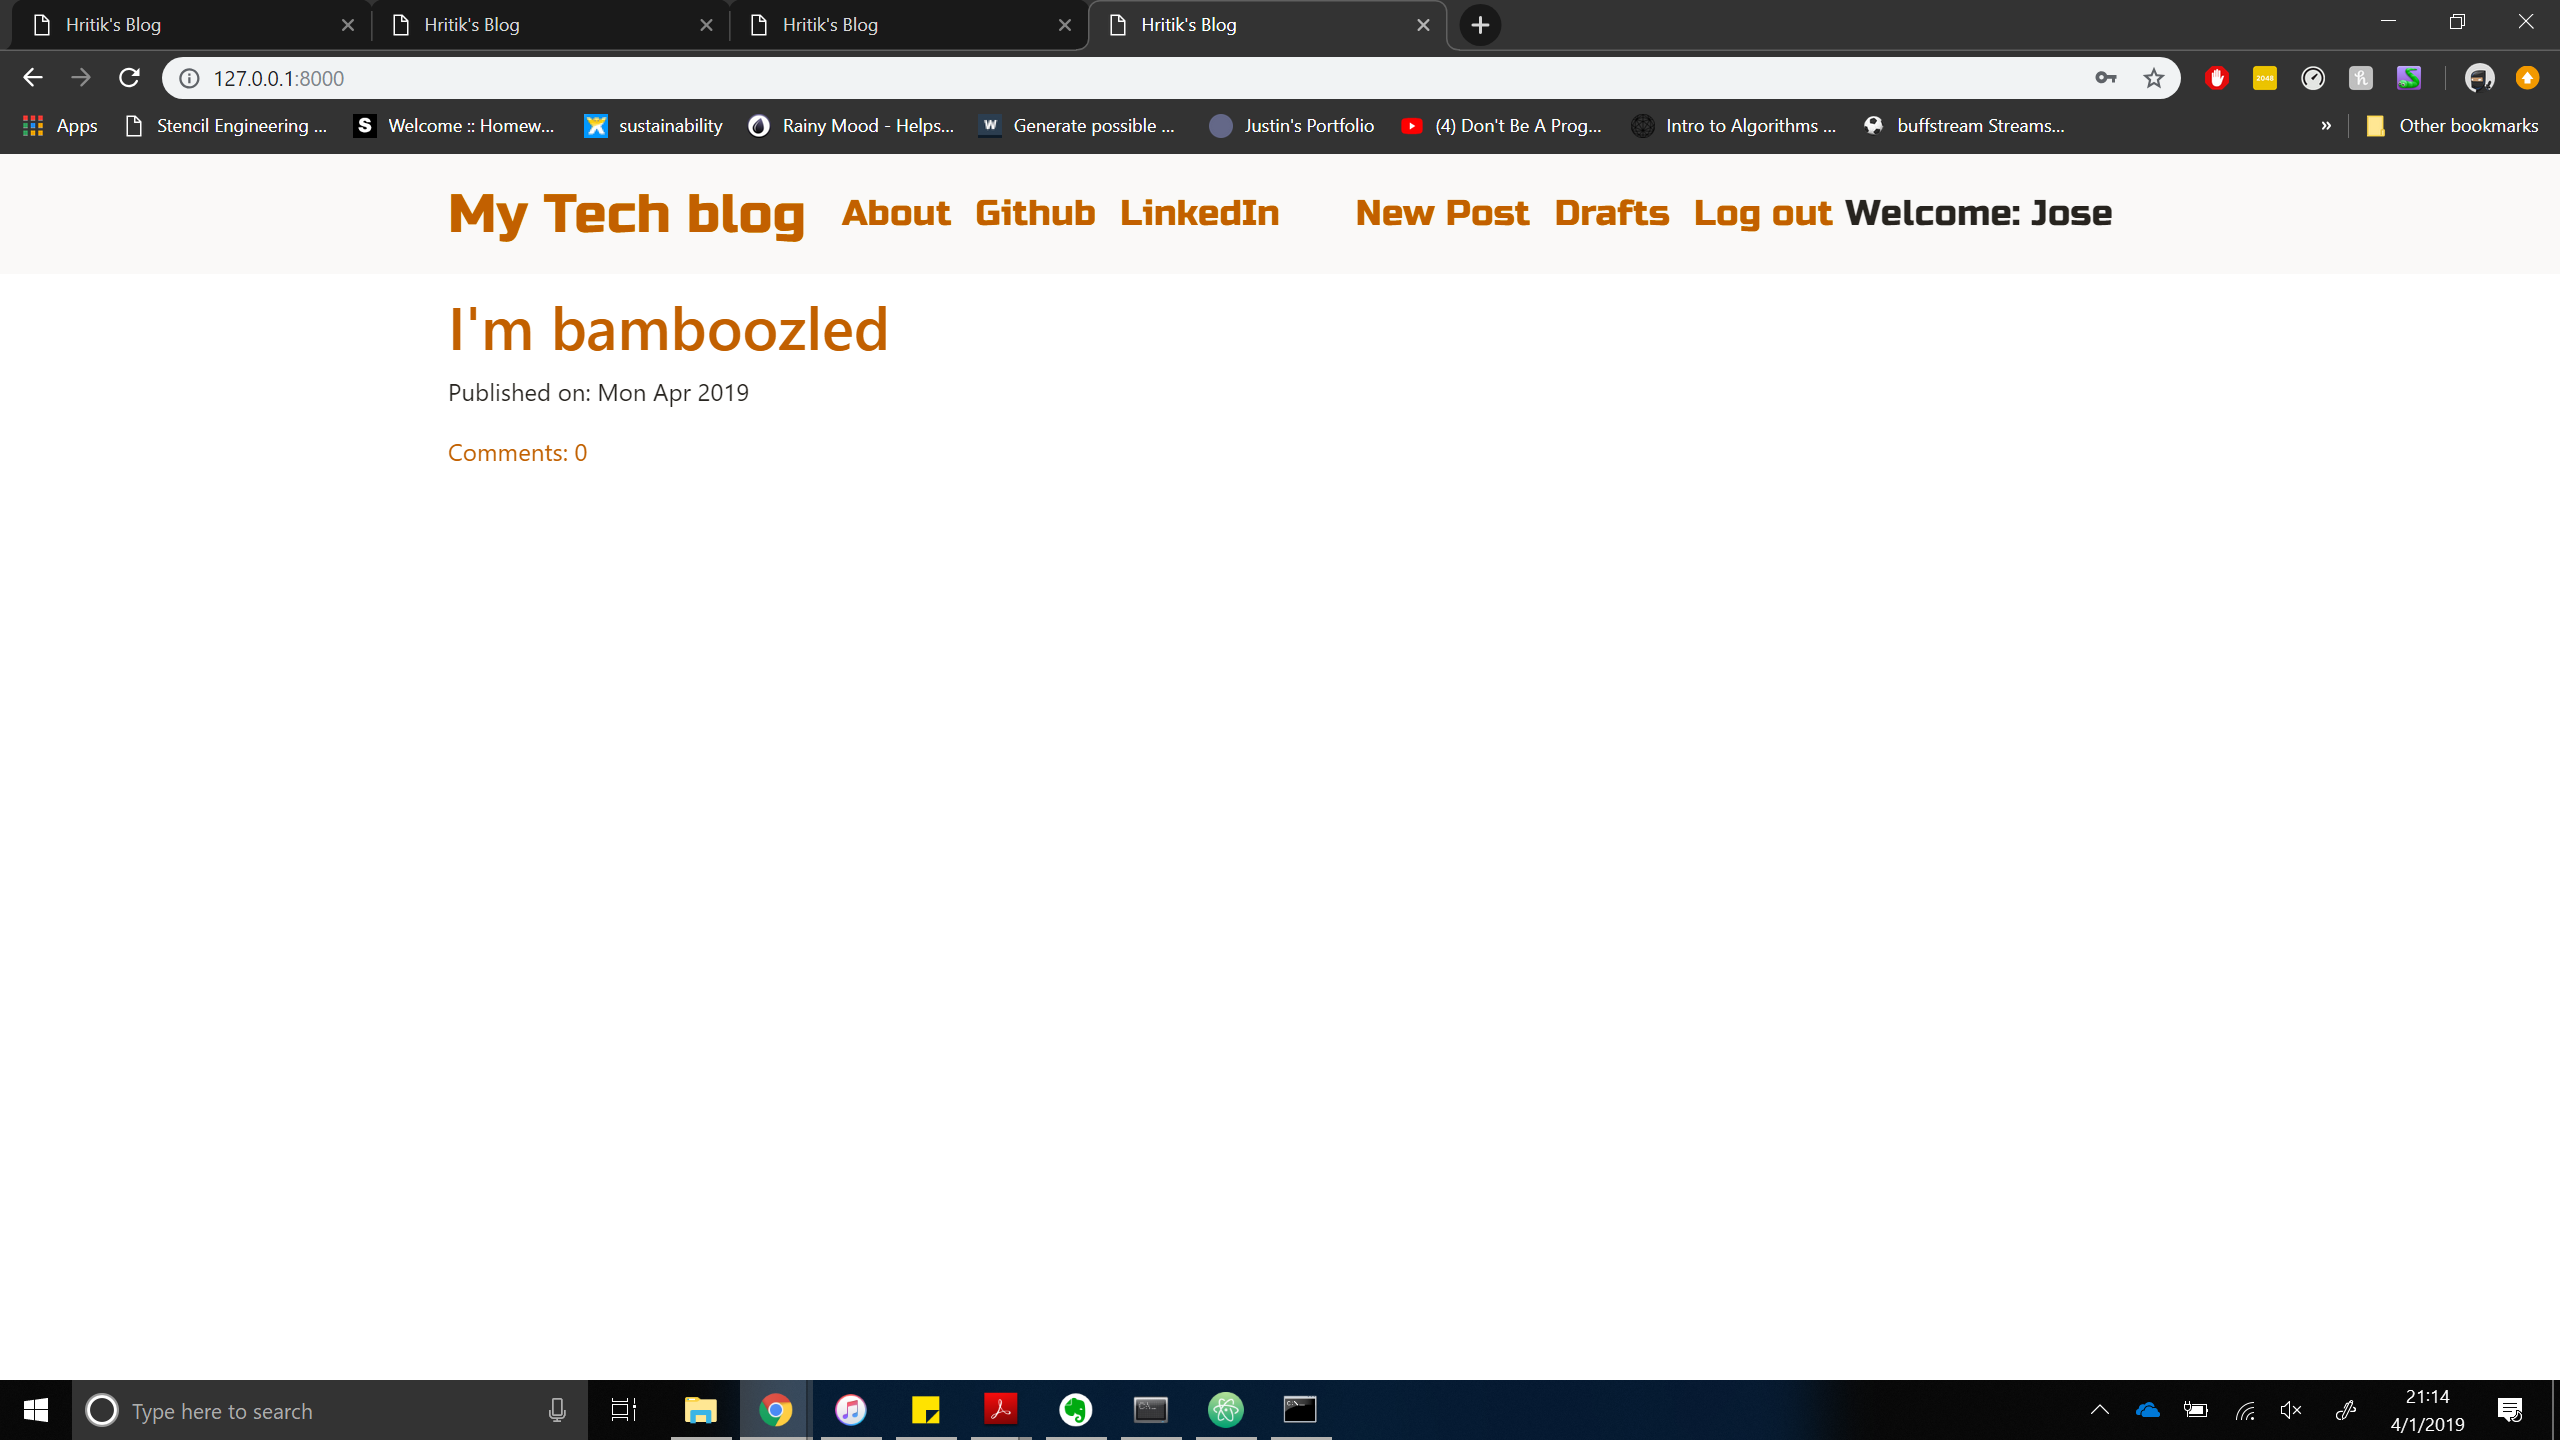 Hritik's Blog
Hritik's Blog
Hritik's Blog
Hritik's Blog
127.0.0.1:8000
2048
Apps
Stencil Engineering ...
S
Welcome :: Homew...
sustainability
Rainy Mood - Helps...
W
Generate possible ...
Justin's Portfolio
(4) Don't Be A Prog...
Intro to Algorithms ...
buffstream Streams...
»
Other bookmarks
My Tech blog
About
Github
LinkedIn
New Post
Drafts
Log out
Welcome: Jose
I'm bamboozled
Published on: Mon Apr 2019
Comments: 0
Type here to search
21:14
4/1/2019